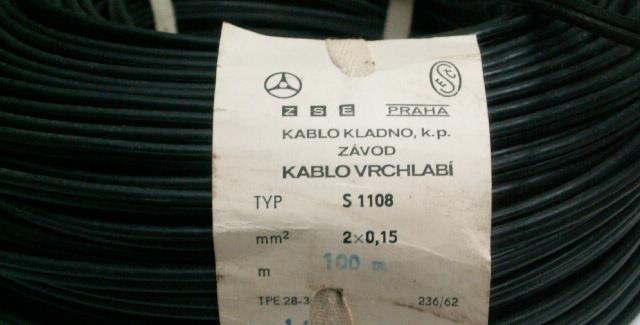 ESČ
ZSE PRAHA
KABLO KLADNO, k.p.
ZÁVOD
KABLO VRCHLABÍ
TYP S 1108
mm² 2×0,15
m 100 m
TPE 28-3 236/62